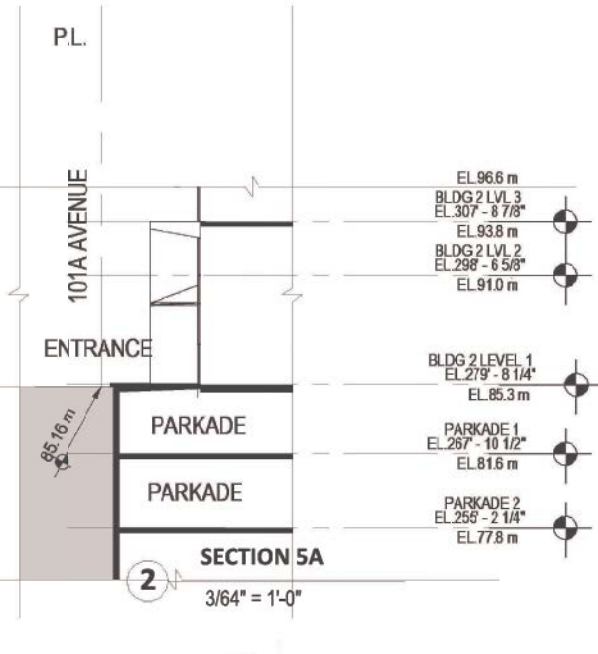 P.L.
101A AVENUE
EL.96.6 m
BLDG 2 LVL 3
EL.307' - 8 7/8"
EL.93.8 m
BLDG 2 LVL 2
EL.298' - 6 5/8"
EL.91.0 m
ENTRANCE
BLDG 2 LEVEL 1
EL.279' - 8 1/4"
EL.85.3 m
85.16 m
PARKADE
PARKADE 1
EL.267' - 10 1/2"
EL.81.6 m
PARKADE
PARKADE 2
EL.255' - 2 1/4"
EL.77.8 m
SECTION 5A
2
3/64" = 1'-0"